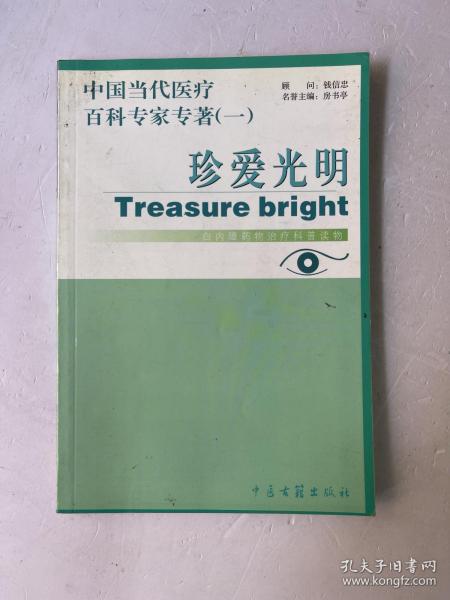 中国当代医疗
百科专家专著(一)
顾 问:钱信忠
名誉主编:房书亭
珍爱光明
Treasure bright
白内障药物治疗科普读物
中医古籍出版社
孔夫子旧书网
www.kongfz.com